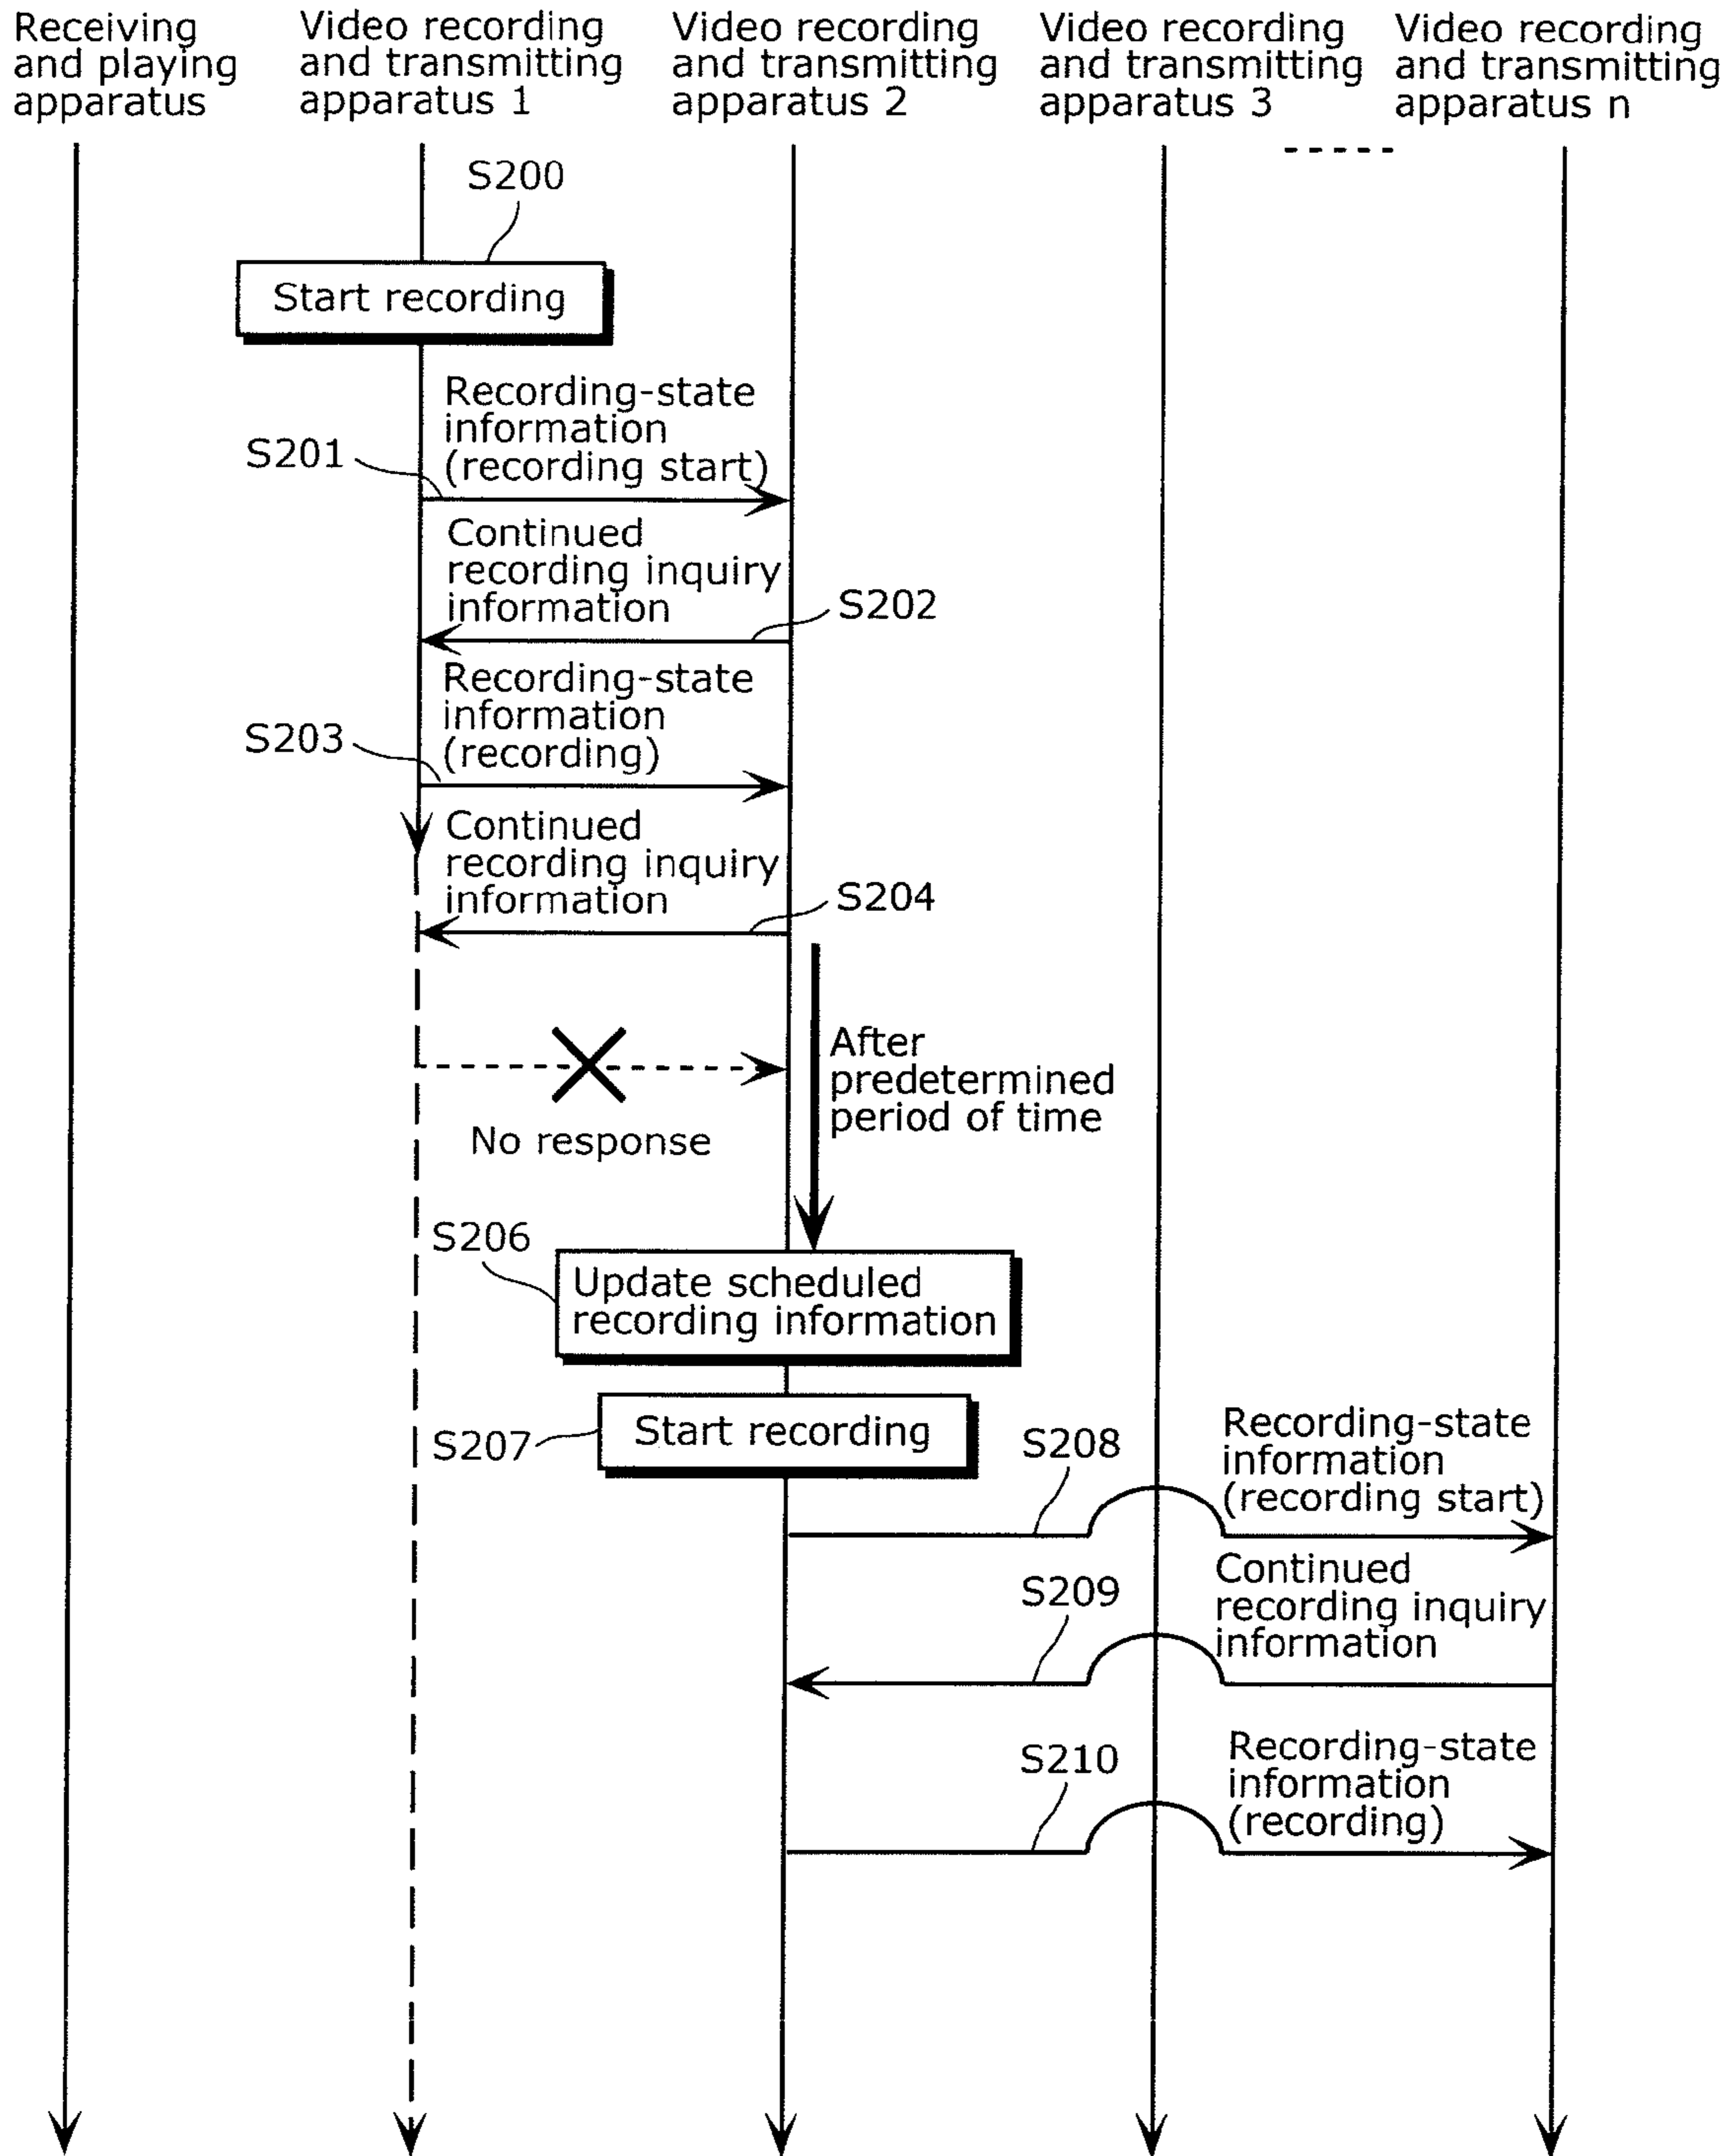 Receiving
and playing
apparatus
Video recording
and transmitting
apparatus 1
Video recording
and transmitting
apparatus 2
Video recording
and transmitting
apparatus 3
Video recording
and transmitting
apparatus n
S200
Start recording
Recording-state
information
(recording start)
S201
Continued
recording inquiry
information
S202
Recording-state
information
(recording)
S203
Continued
recording inquiry
information
S204
After
predetermined
period of time
No response
S206
Update scheduled
recording information
S207
Start recording
S208
Recording-state
information
(recording start)
S209
Continued
recording inquiry
information
S210
Recording-state
information
(recording)